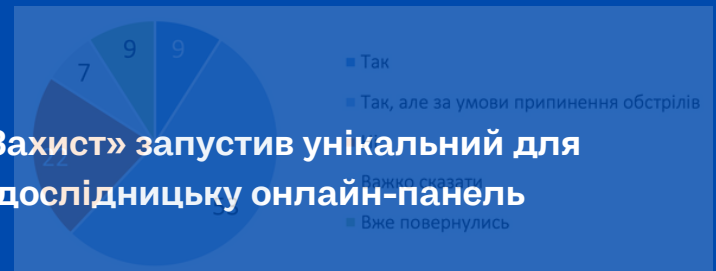 9
9
7
Так
Так, але за умови припинення обстрілів
Захист» запустив унікальний для
22
Важко сказати
дослідницьку онлайн-панель
53
Вже повернулись